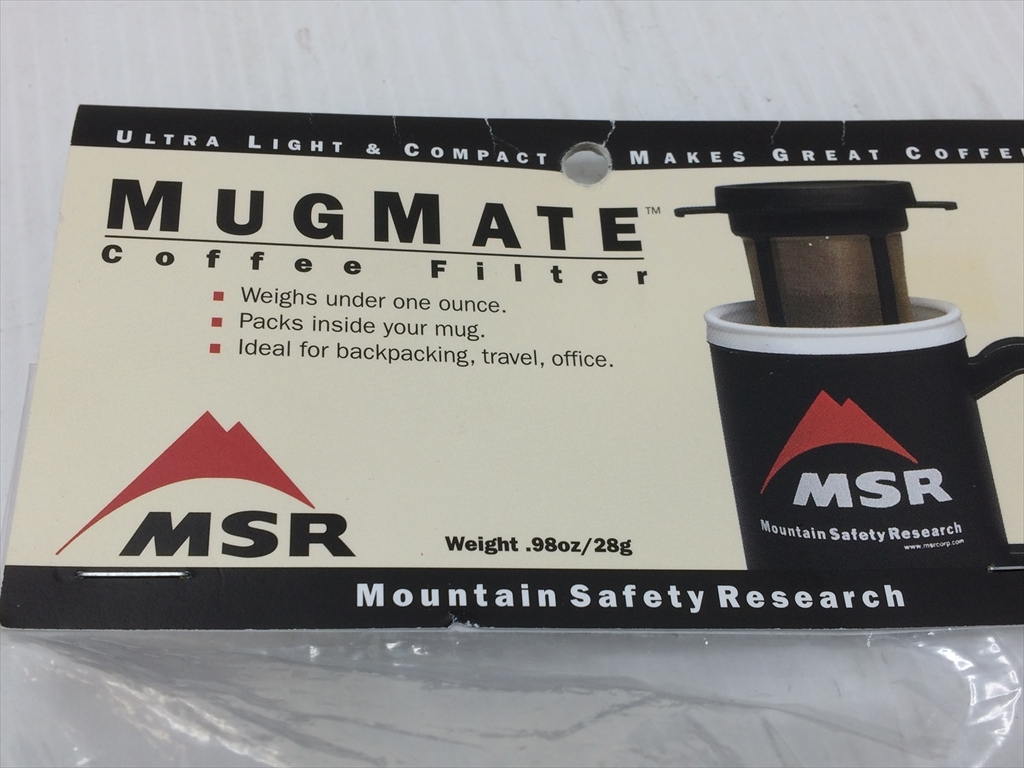 ULTRA LIGHT & COMPACT MAKES GREAT COFFEE
MUGMATE™
Coffee Filter
Weighs under one ounce.
Packs inside your mug.
Ideal for backpacking, travel, office.
MSR
Weight .98oz/28g
MSR
Mountain Safety Research
www.msrcorp.com
Mountain Safety Research